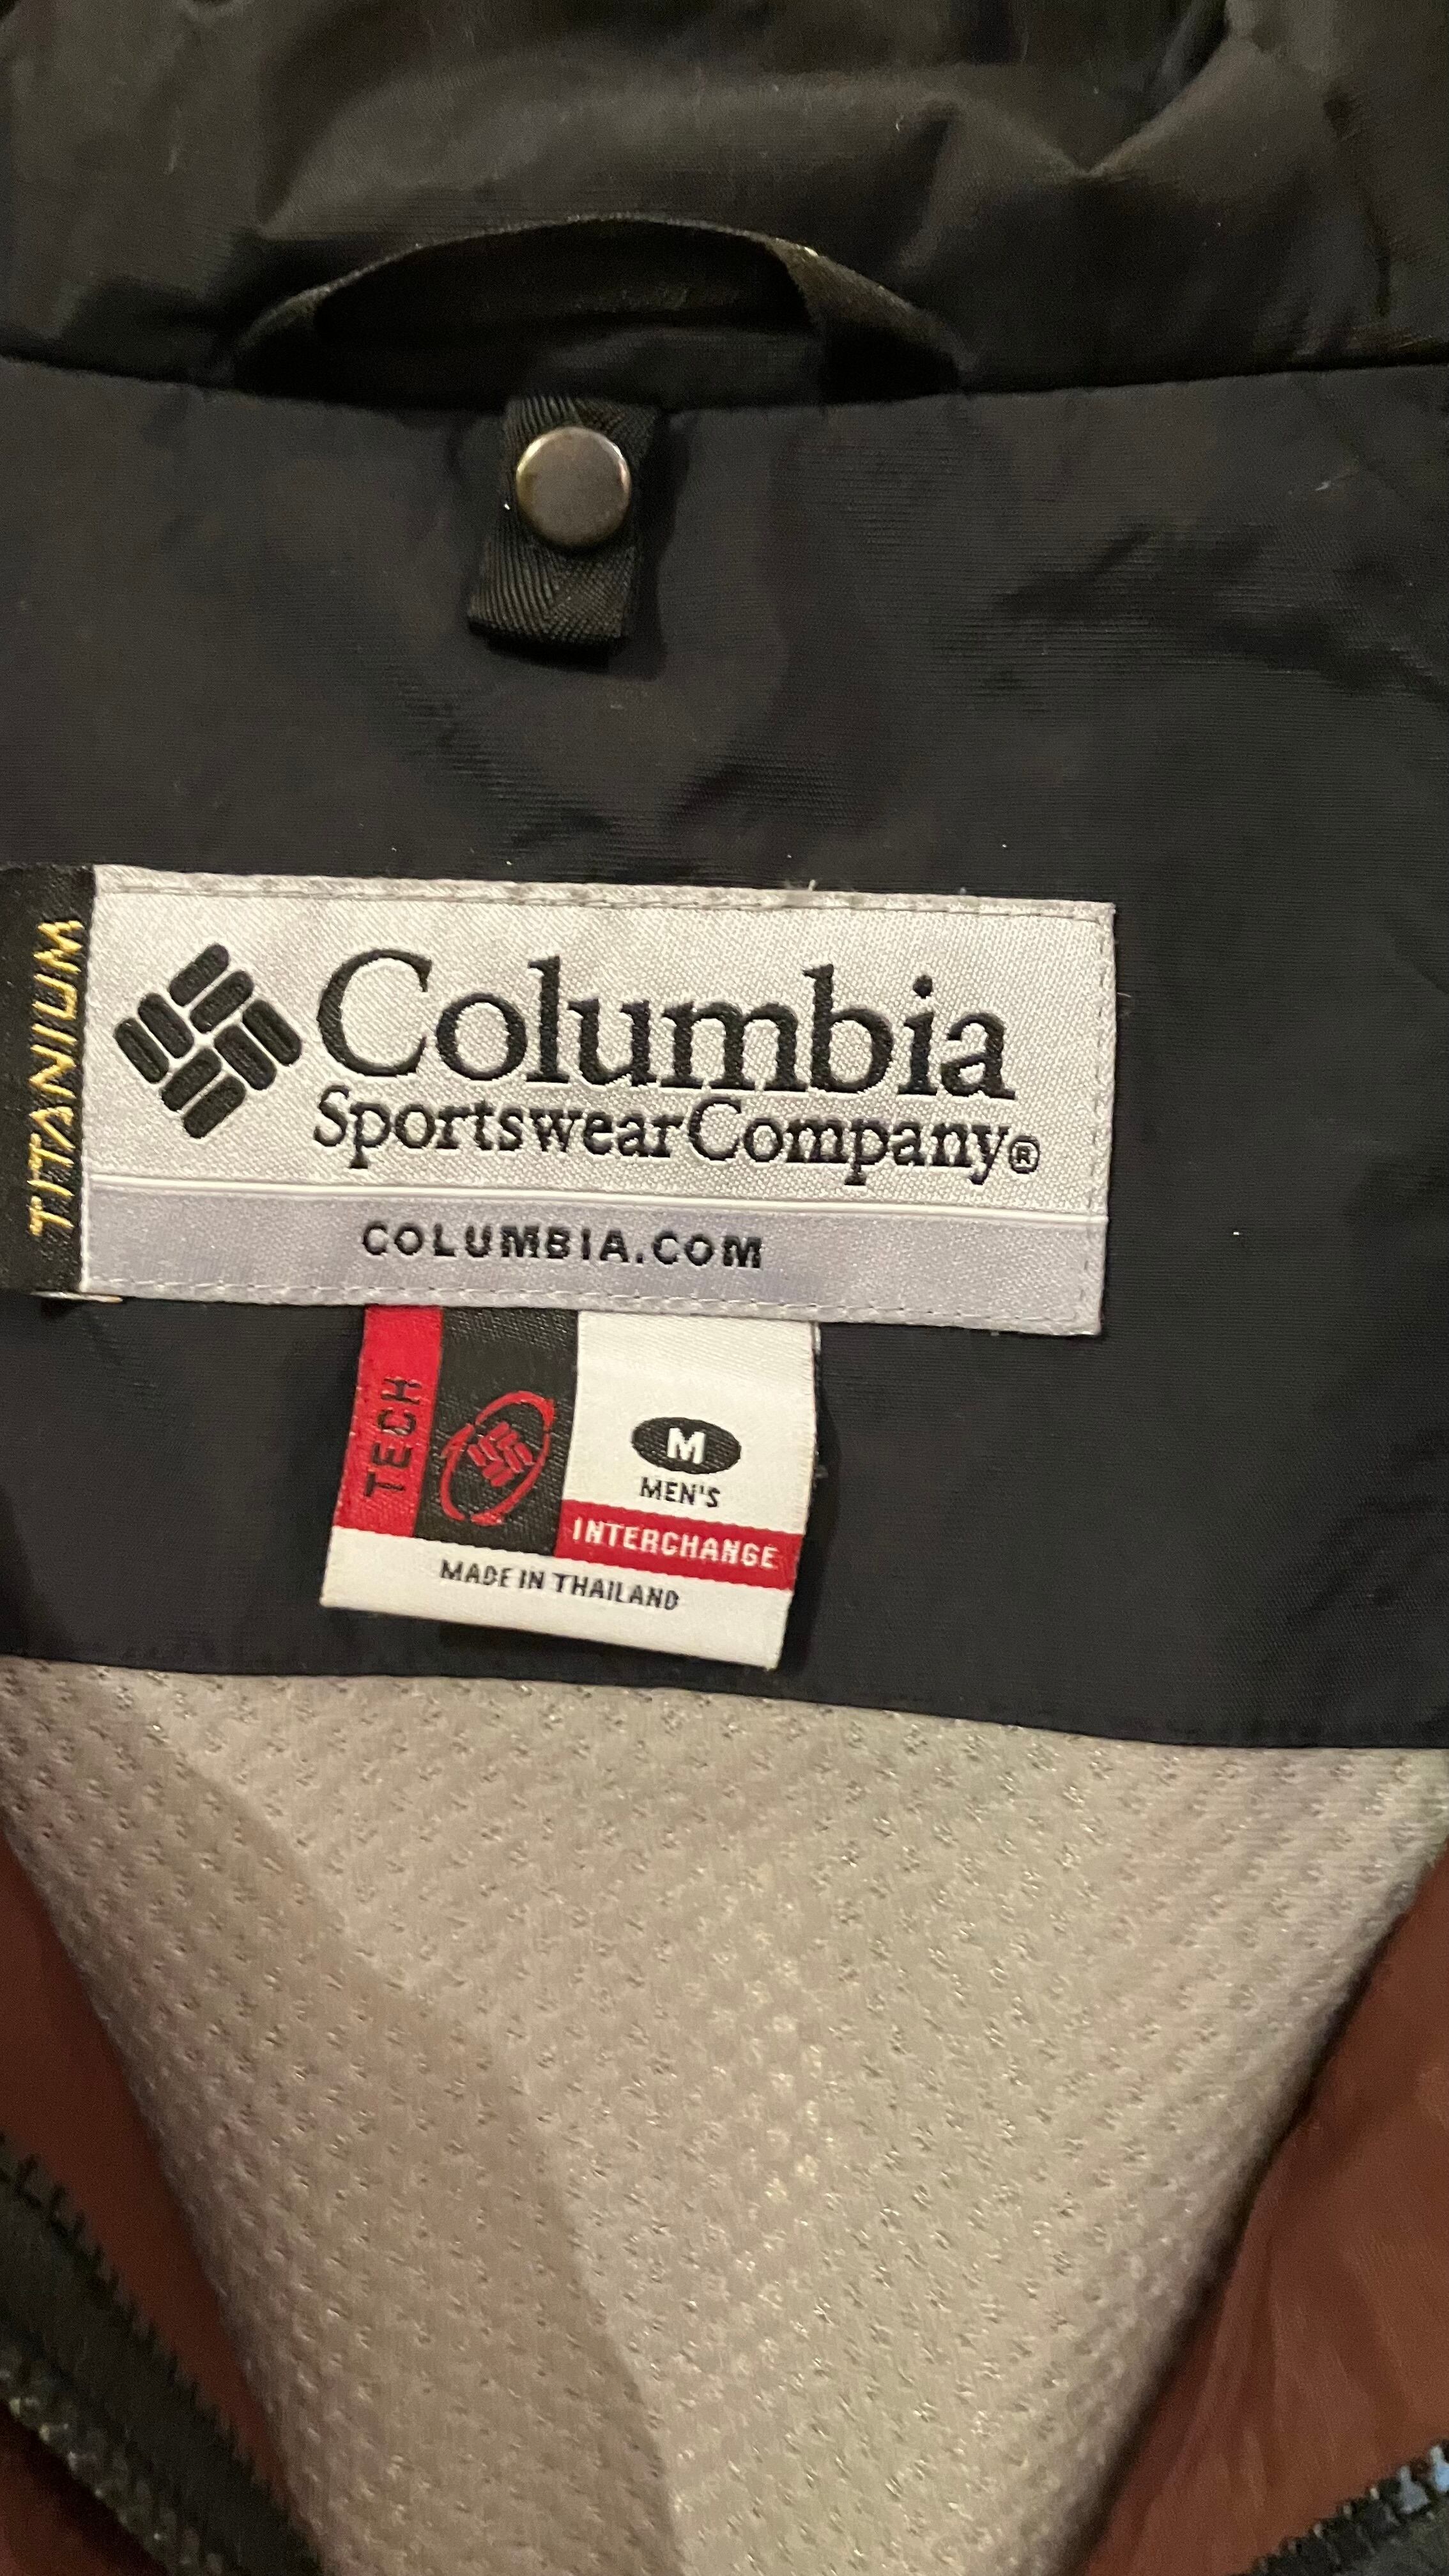 TITANIUM
Columbia
Sportswear Company®
COLUMBIA.COM
TECH
M
MEN'S
INTERCHANGE
MADE IN THAILAND